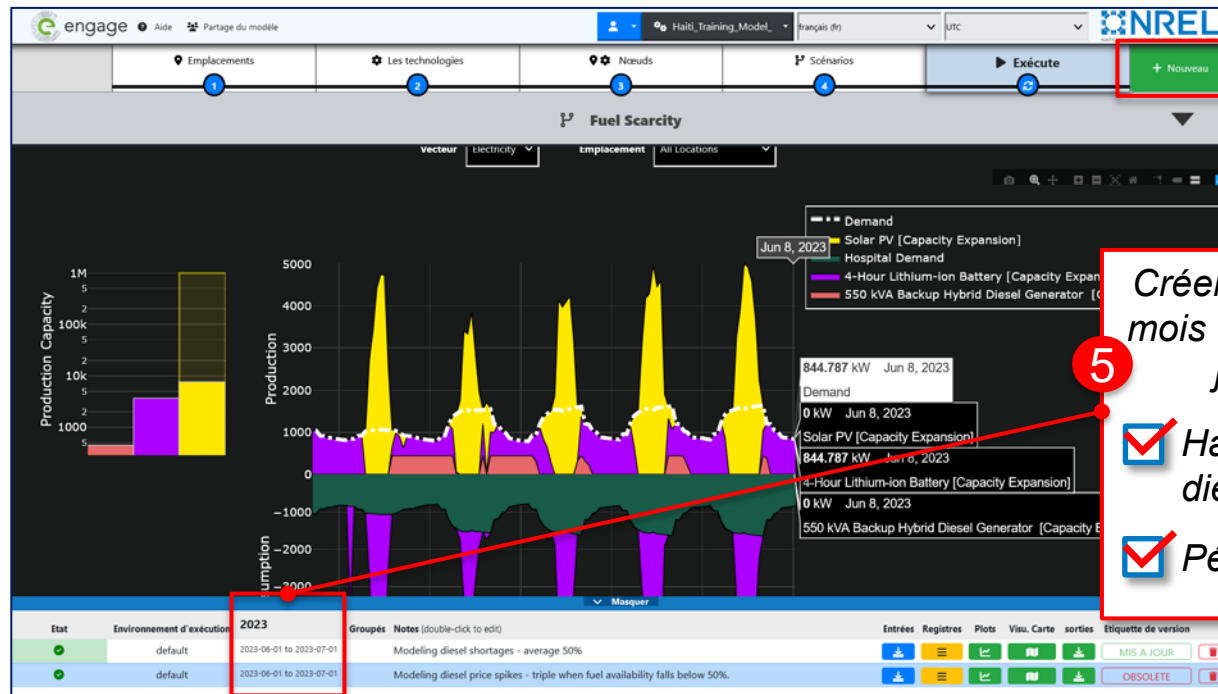 engage Aide Partage du modèle Haiti_Training_Model_ français (fr) UTC NREL
Emplacements Les technologies Nœuds Scénarios Exécute + Nouveau
1 2 3 4
Fuel Scarcity
Vecteur Electricity Emplacement All Locations
Demand
Solar PV [Capacity Expansion]
Hospital Demand
4-Hour Lithium-ion Battery [Capacity Expan
550 kVA Backup Hybrid Diesel Generator [C
Jun 8, 2023
Production Capacity
1M
5
2
100k
5
2
10k
5
2
1000
5
Production
5000
4000
3000
2000
1000
0
−1000
−2000
−3000
umption
844.787 kW Jun 8, 2023
Demand
0 kW Jun 8, 2023
Solar PV [Capacity Expansion]
844.787 kW Jun 8, 2023
4-Hour Lithium-ion Battery [Capacity Expansion]
0 kW Jun 8, 2023
550 kVA Backup Hybrid Diesel Generator [Capacity E
5
Créer
mois
j
Ha
die
Pé
Masquer
Etat Environnement d'exécution 2023 Groupés Notes (double-click to edit) Entrées Registres Plots Visu. Carte sorties Etiquette de version
default 2023-06-01 to 2023-07-01 Modeling diesel shortages - average 50% MIS A JOUR
default 2023-06-01 to 2023-07-01 Modeling diesel price spikes - triple when fuel availability falls below 50%. OBSOLETE